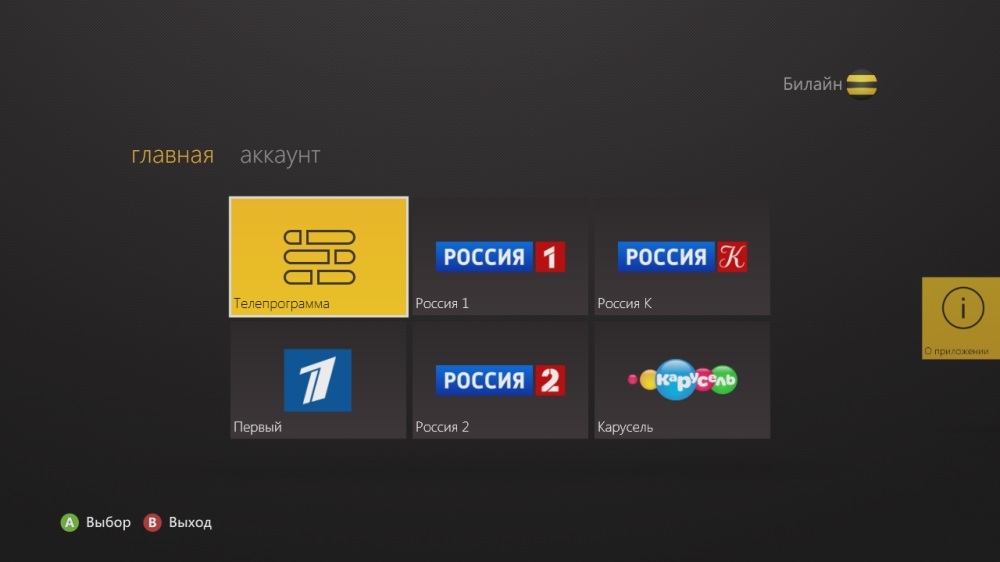 Билайн
главная аккаунт
РОССИЯ 1
РОССИЯ К
Телепрограмма
Россия 1
Россия К
i
О приложении
1
РОССИЯ 2
карусель
Первый
Россия 2
Карусель
A Выбор B Выход